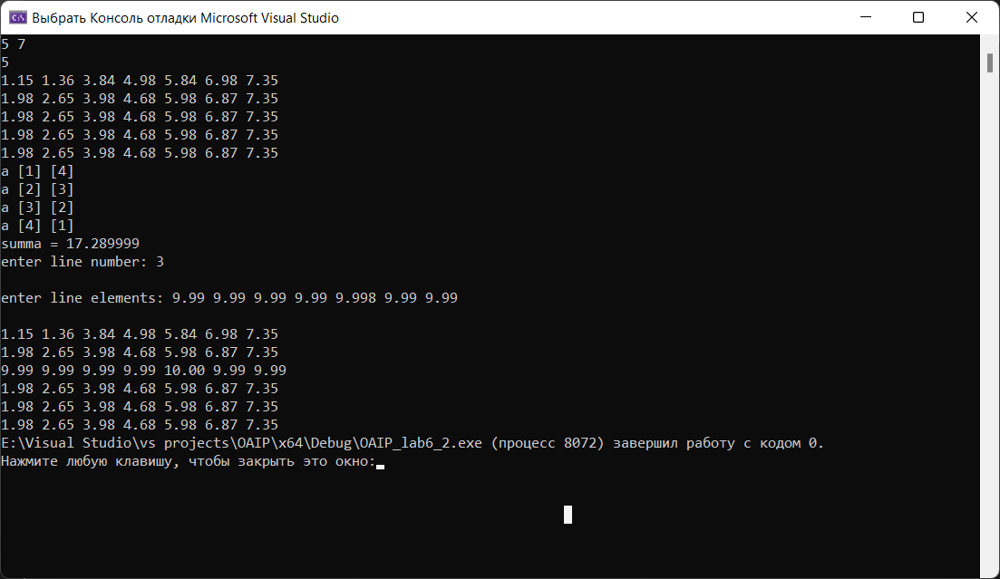 Выбрать Консоль отладки Microsoft Visual Studio
5 7
5
1.15 1.36 3.84 4.98 5.84 6.98 7.35
1.98 2.65 3.98 4.68 5.98 6.87 7.35
1.98 2.65 3.98 4.68 5.98 6.87 7.35
1.98 2.65 3.98 4.68 5.98 6.87 7.35
1.98 2.65 3.98 4.68 5.98 6.87 7.35
a [1] [4]
a [2] [3]
a [3] [2]
a [4] [1]
summa = 17.289999
enter line number: 3
enter line elements: 9.99 9.99 9.99 9.99 9.998 9.99 9.99
1.15 1.36 3.84 4.98 5.84 6.98 7.35
1.98 2.65 3.98 4.68 5.98 6.87 7.35
9.99 9.99 9.99 9.99 10.00 9.99 9.99
1.98 2.65 3.98 4.68 5.98 6.87 7.35
1.98 2.65 3.98 4.68 5.98 6.87 7.35
1.98 2.65 3.98 4.68 5.98 6.87 7.35
E:\Visual Studio\vs projects\OAIP\x64\Debug\OAIP_lab6_2.exe (процесс 8072) завершил работу с кодом 0.
Нажмите любую клавишу, чтобы закрыть это окно: